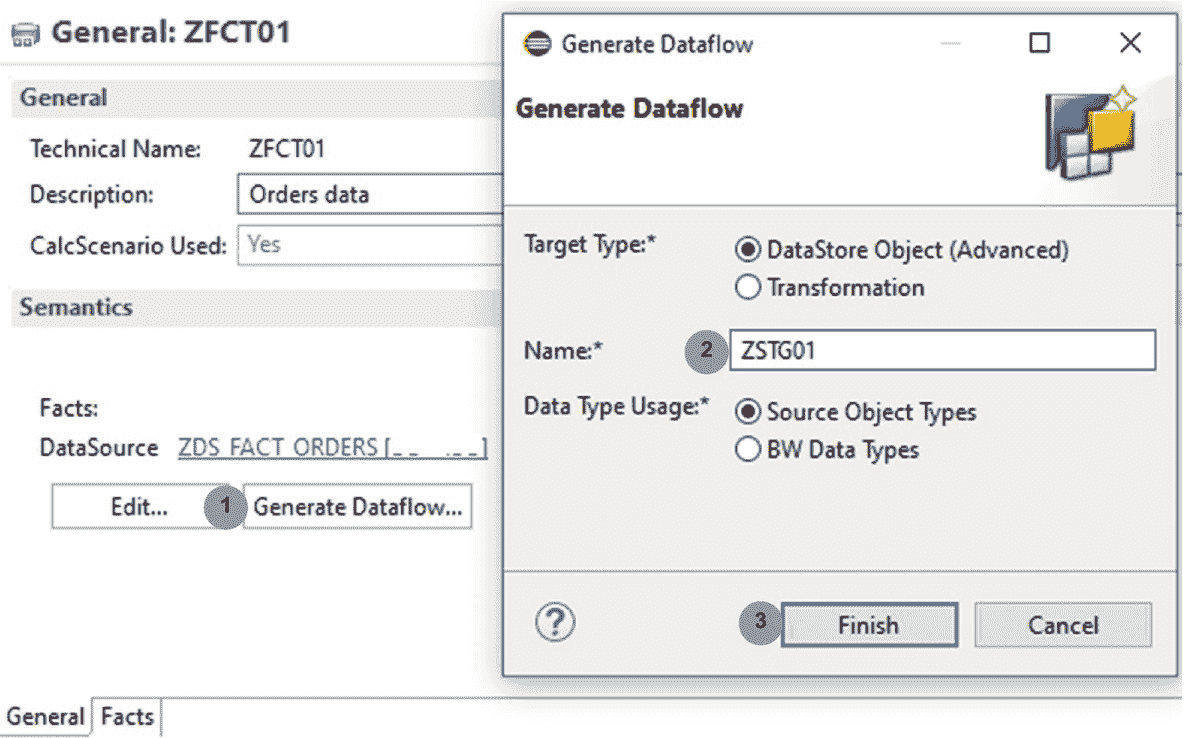 General: ZFCT01
General
Technical Name: ZFCT01
Description: Orders data
CalcScenario Used: Yes
Semantics
Facts:
DataSource ZDS_FACT_ORDERS [_ _ ._ _]
Edit... 1 Generate Dataflow...
General Facts
Generate Dataflow
Generate Dataflow
Target Type:* DataStore Object (Advanced)
Transformation
Name:* 2 ZSTG01
Data Type Usage:* Source Object Types
BW Data Types
? 3 Finish Cancel